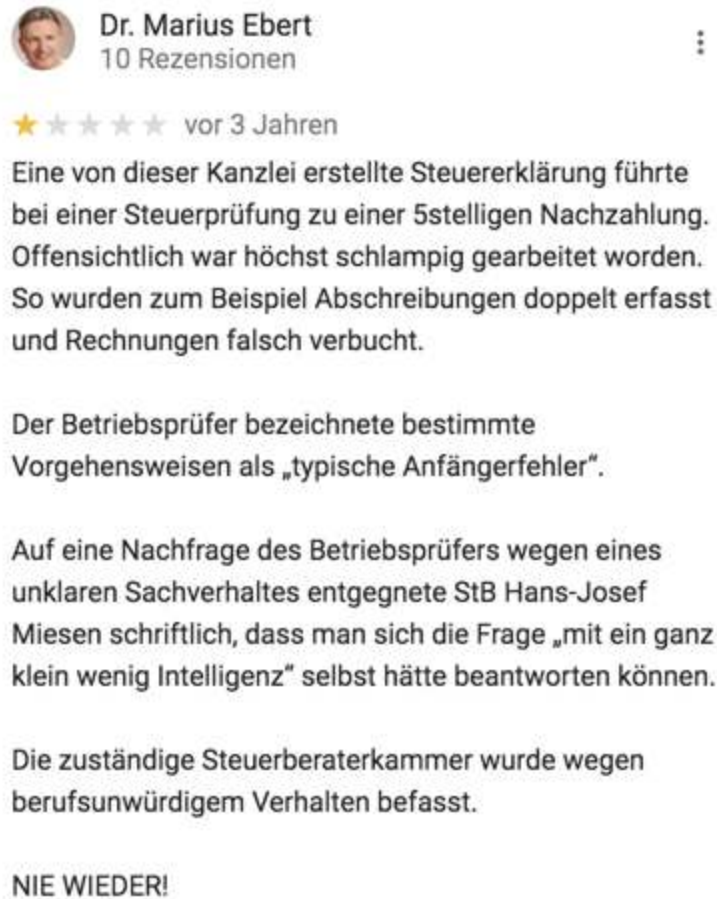 Dr. Marius Ebert
10 Rezensionen
vor 3 Jahren
Eine von dieser Kanzlei erstellte Steuererklärung führte
bei einer Steuerprüfung zu einer 5stelligen Nachzahlung.
Offensichtlich war höchst schlampig gearbeitet worden.
So wurden zum Beispiel Abschreibungen doppelt erfasst
und Rechnungen falsch verbucht.
Der Betriebsprüfer bezeichnete bestimmte
Vorgehensweisen als „typische Anfängerfehler“.
Auf eine Nachfrage des Betriebsprüfers wegen eines
unklaren Sachverhaltes entgegnete StB Hans-Josef
Miesen schriftlich, dass man sich die Frage „mit ein ganz
klein wenig Intelligenz“ selbst hätte beantworten können.
Die zuständige Steuerberaterkammer wurde wegen
berufsunwürdigem Verhalten befasst.
NIE WIEDER!